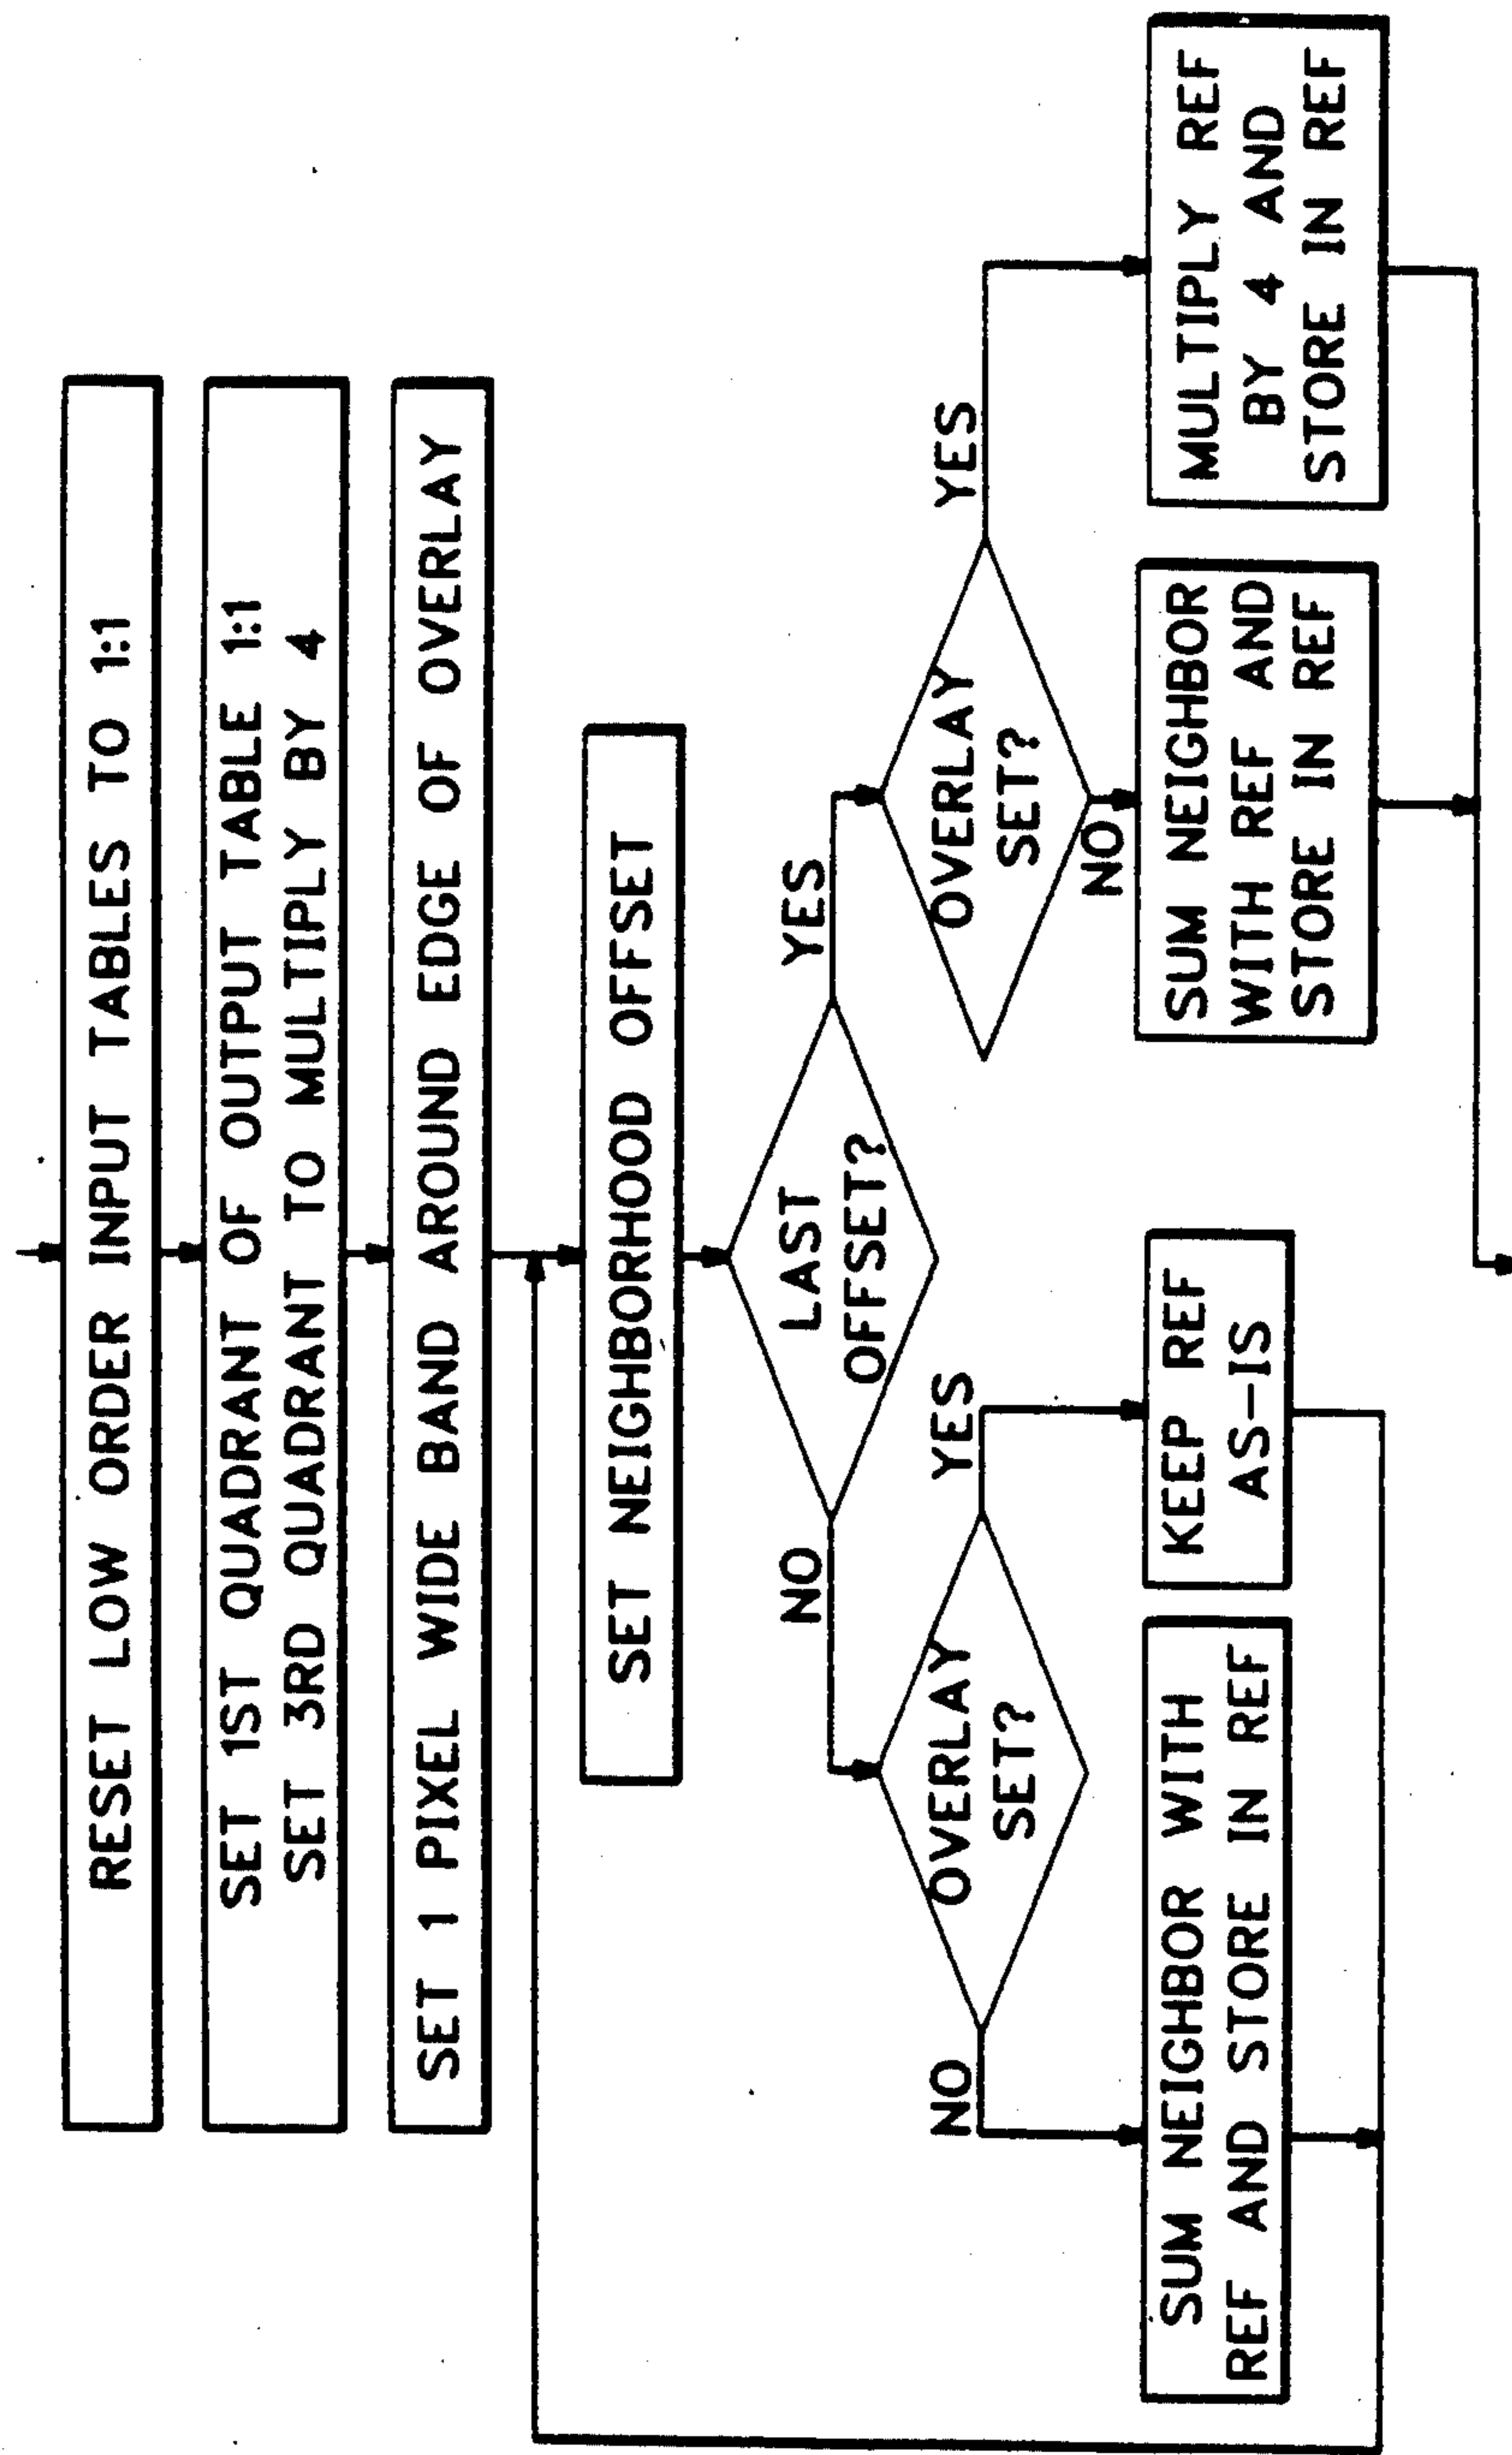 RESET LOW ORDER INPUT TABLES TO 1:1
SET 1ST QUADRANT OF OUTPUT TABLE 1:1
SET 3RD QUADRANT TO MULTIPLY BY 4
SET 1 PIXEL WIDE BAND AROUND EDGE OF OVERLAY
SET NEIGHBORHOOD OFFSET
LAST
OFFSET?
NO
YES
OVERLAY
SET?
NO
YES
OVERLAY
SET?
NO
YES
SUM NEIGHBOR WITH
REF AND STORE IN REF
KEEP REF
AS-IS
SUM NEIGHBOR
WITH REF AND
STORE IN REF
MULTIPLY REF
BY 4 AND
STORE IN REF